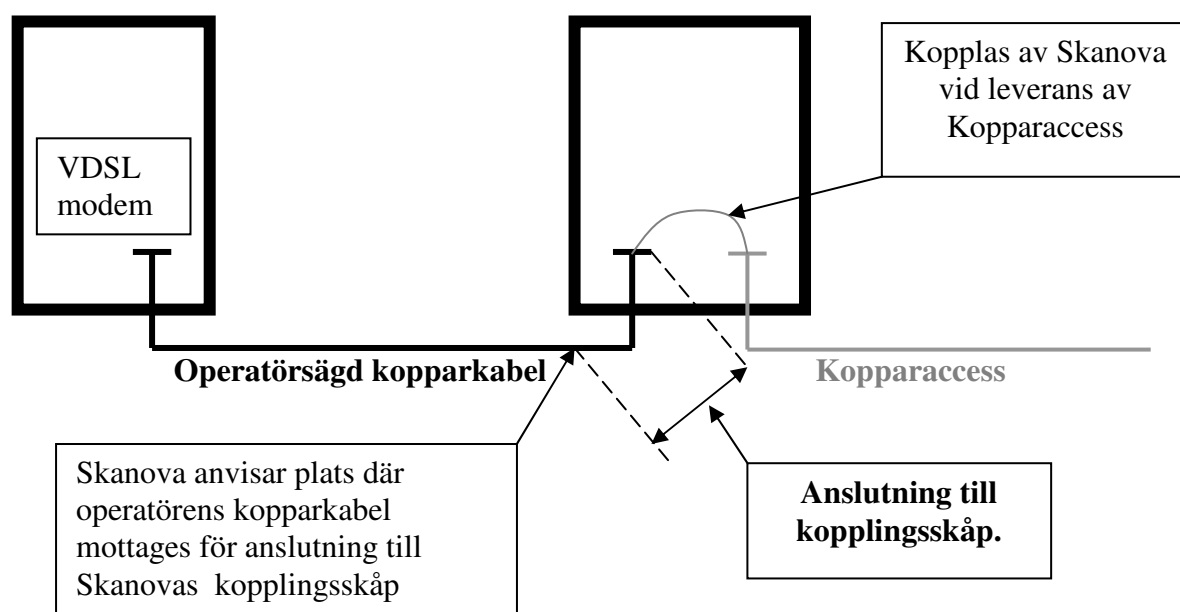 Kopplas av Skanova
vid leverans av
Kopparaccess
VDSL
modem
Operatörsägd kopparkabel
Kopparaccess
Skanova anvisar plats där
operatörens kopparkabel
mottages för anslutning till
Skanovas kopplingsskåp
Anslutning till
kopplingsskåp.